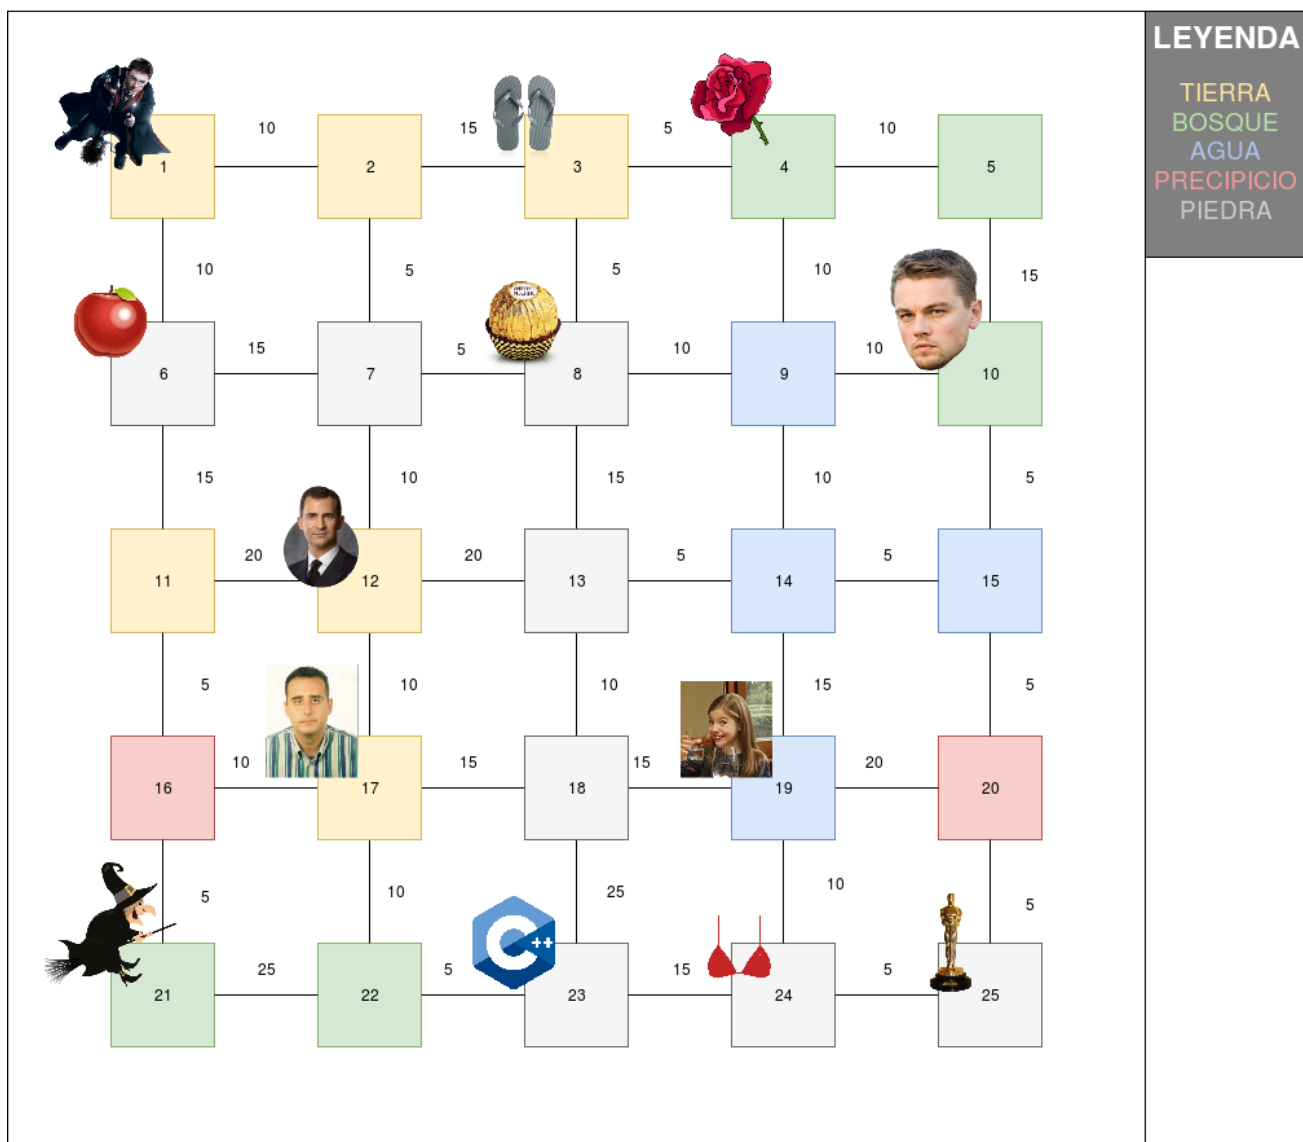 LEYENDA
TIERRA
BOSQUE
AGUA
PRECIPICIO
PIEDRA
10 15 5 10
1 2 3 4 5
10 5 5 10 15
15 5 10 10
6 7 8 9 10
15 10 15 10 5
20 20 5 5
11 12 13 14 15
5 10 10 15 5
10 15 15 20
16 17 18 19 20
5 10 25 10 5
C++
25 5 15 5
21 22 23 24 25